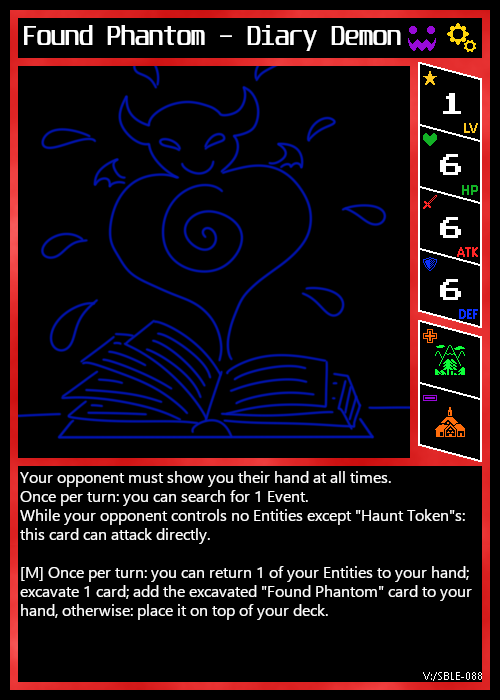 Found Phantom - Diary Demon
1
LV
6
HP
6
ATK
6
DEF
Your opponent must show you their hand at all times.
Once per turn: you can search for 1 Event.
While your opponent controls no Entities except "Haunt Token"s:
this card can attack directly.
[M] Once per turn: you can return 1 of your Entities to your hand;
excavate 1 card; add the excavated "Found Phantom" card to your
hand, otherwise: place it on top of your deck.
V:/SBLE-088